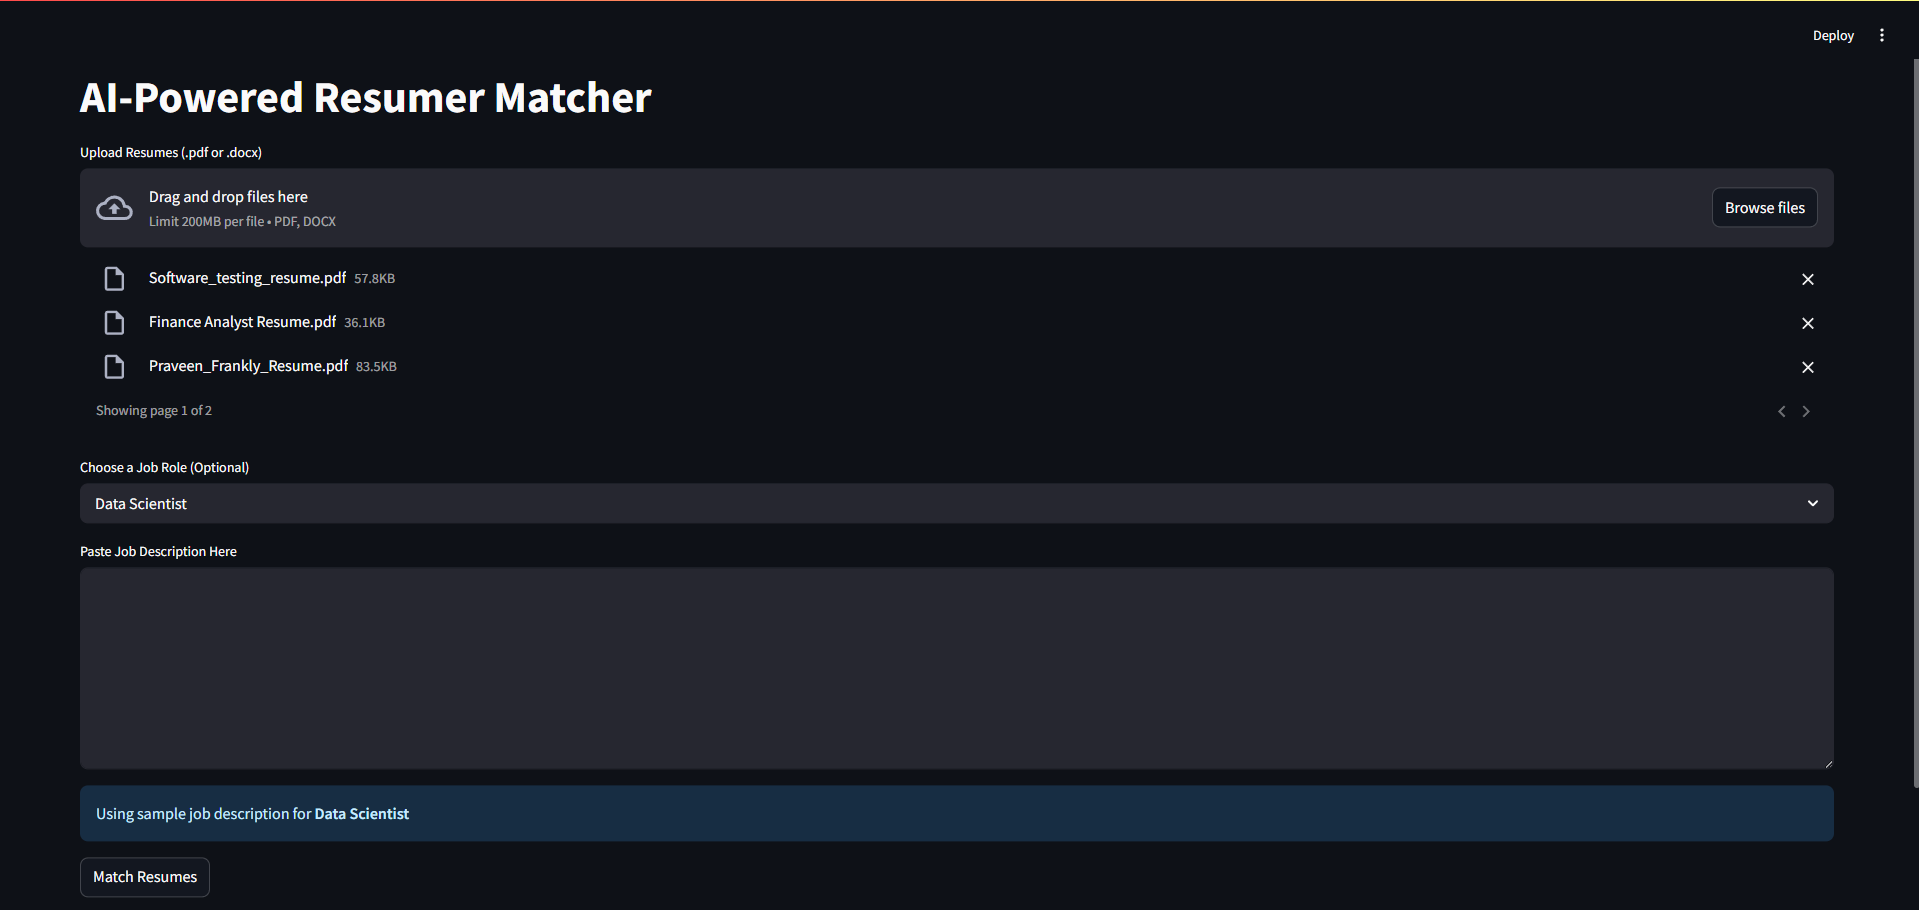 Deploy
AI-Powered Resumer Matcher
Upload Resumes (.pdf or .docx)
Drag and drop files here
Limit 200MB per file • PDF, DOCX
Browse files
Software_testing_resume.pdf 57.8KB
Finance Analyst Resume.pdf 36.1KB
Praveen_Frankly_Resume.pdf 83.5KB
Showing page 1 of 2
Choose a Job Role (Optional)
Data Scientist
Paste Job Description Here
Using sample job description for Data Scientist
Match Resumes